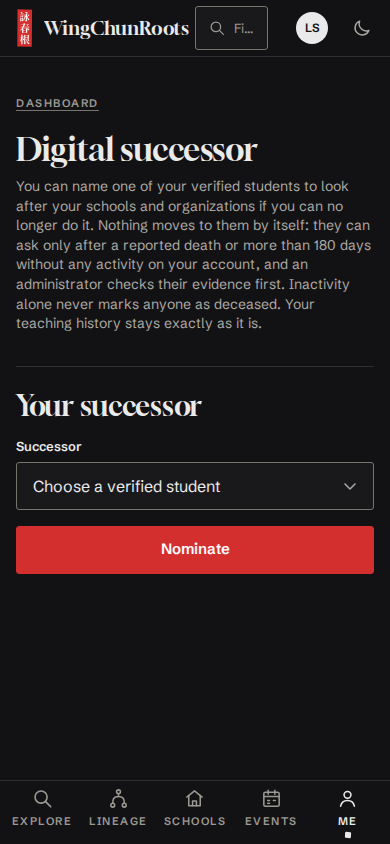 詠春根
WingChunRoots
Fi...
LS
DASHBOARD
Digital successor
You can name one of your verified students to look
after your schools and organizations if you can no
longer do it. Nothing moves to them by itself: they can
ask only after a reported death or more than 180 days
without any activity on your account, and an
administrator checks their evidence first. Inactivity
alone never marks anyone as deceased. Your
teaching history stays exactly as it is.
Your successor
Successor
Choose a verified student
Nominate
EXPLORE
LINEAGE
SCHOOLS
EVENTS
ME